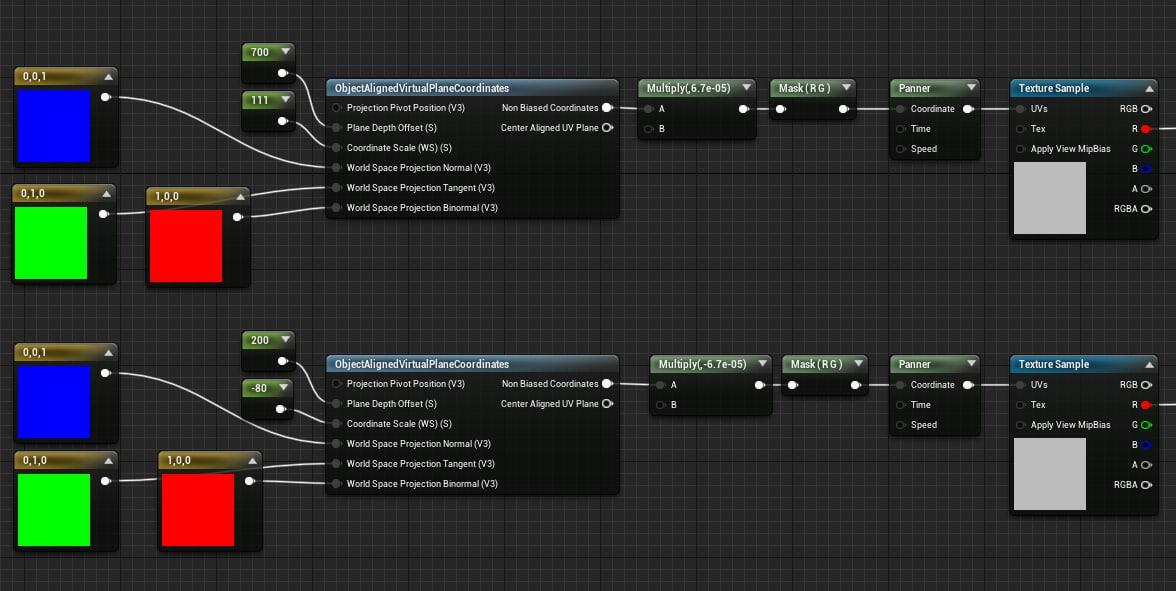 700
0,0,1
ObjectAlignedVirtualPlaneCoordinates
Multiply(,6.7e-05)
Mask ( R G )
Panner
Texture Sample
111
Projection Pivot Position (V3)
Non Biased Coordinates
A
Coordinate
UVs
RGB
Plane Depth Offset (S)
Center Aligned UV Plane
B
Time
Tex
R
Coordinate Scale (WS) (S)
Speed
Apply View MipBias
G
World Space Projection Normal (V3)
B
World Space Projection Tangent (V3)
A
0,1,0
1,0,0
World Space Projection Binormal (V3)
RGBA
200
0,0,1
ObjectAlignedVirtualPlaneCoordinates
Multiply(,-6.7e-05)
Mask ( R G )
Panner
Texture Sample
-80
Projection Pivot Position (V3)
Non Biased Coordinates
A
Coordinate
UVs
RGB
Plane Depth Offset (S)
Center Aligned UV Plane
B
Time
Tex
R
Coordinate Scale (WS) (S)
Speed
Apply View MipBias
G
World Space Projection Normal (V3)
B
0,1,0
1,0,0
World Space Projection Tangent (V3)
A
World Space Projection Binormal (V3)
RGBA